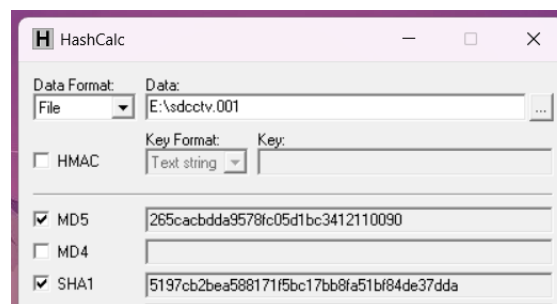 H HashCalc
Data Format: Data:
File E:\sdcctv.001 ...
Key Format: Key:
HMAC Text string
MD5 265cacbdda9578fc05d1bc3412110090
MD4
SHA1 5197cb2bea588171f5bc17bb8fa51bf84de37dda